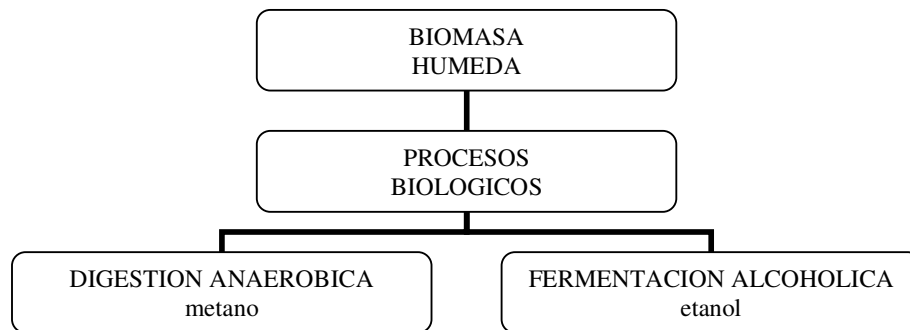 BIOMASA
HUMEDA
PROCESOS
BIOLOGICOS
DIGESTION ANAEROBICA
metano
FERMENTACION ALCOHOLICA
etanol